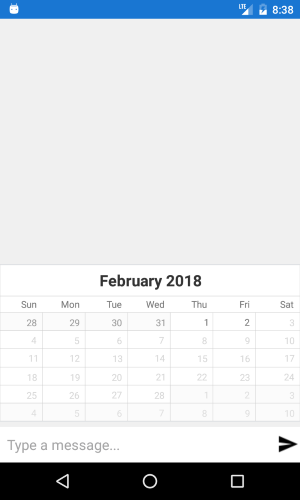 LTE 8:38
February 2018
Sun Mon Tue Wed Thu Fri Sat
28 29 30 31 1 2 3
4 5 6 7 8 9 10
11 12 13 14 15 16 17
18 19 20 21 22 23 24
25 26 27 28 1 2 3
4 5 6 7 8 9 10
Type a message...